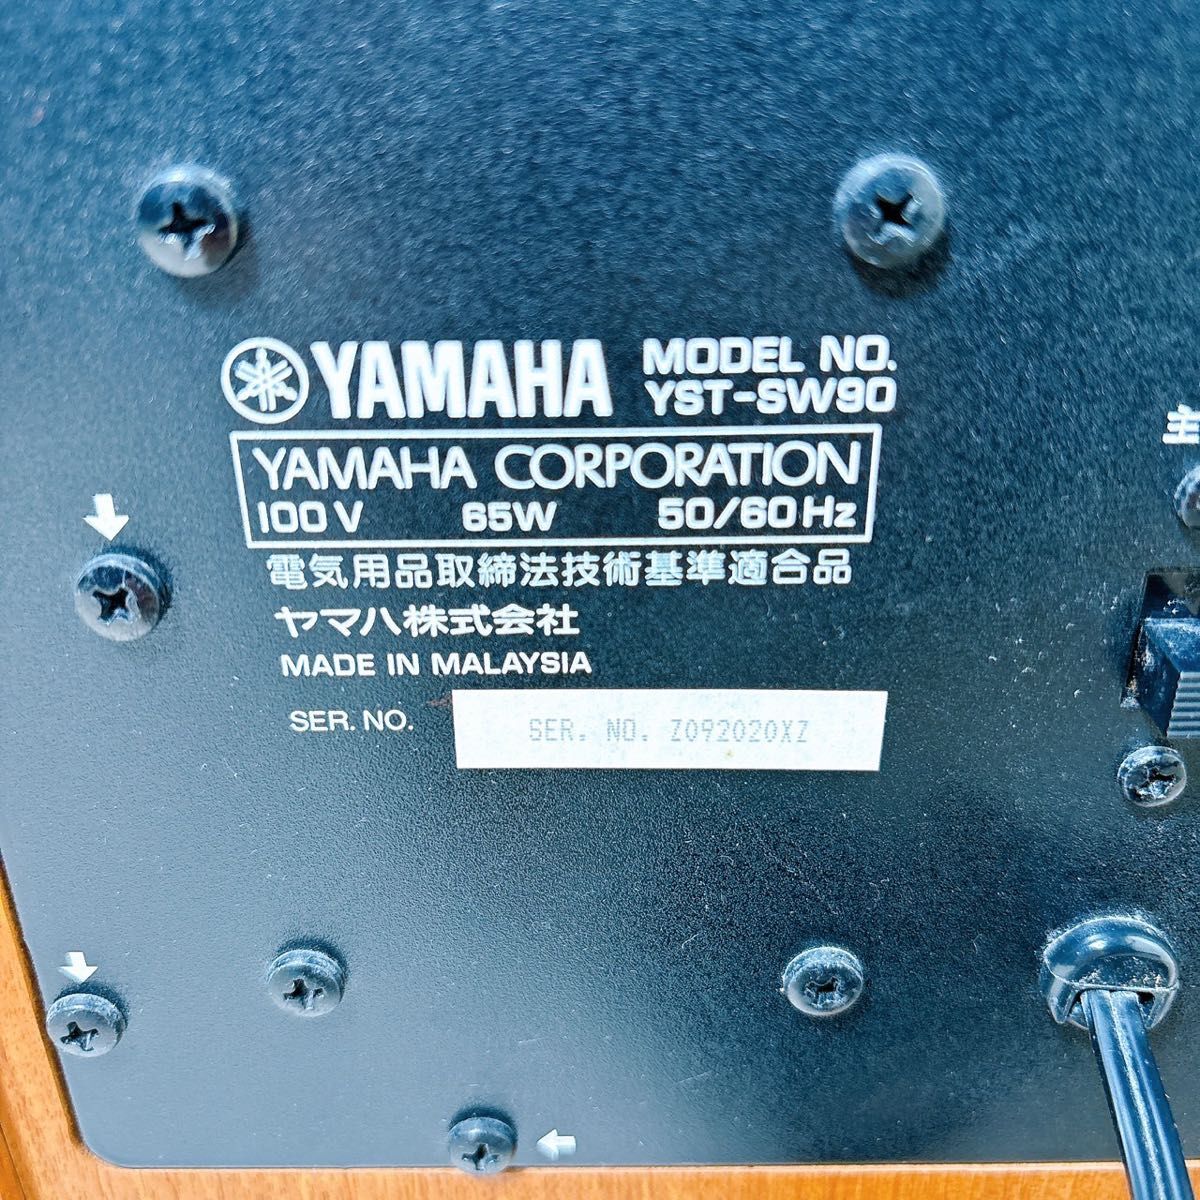 YAMAHA MODEL NO.
YST-SW90
YAMAHA CORPORATION
100V 65W 50/60Hz
電気用品取締法技術基準適合品
ヤマハ株式会社
MADE IN MALAYSIA
SER. NO.
SER. NO. Z092020XZ
主